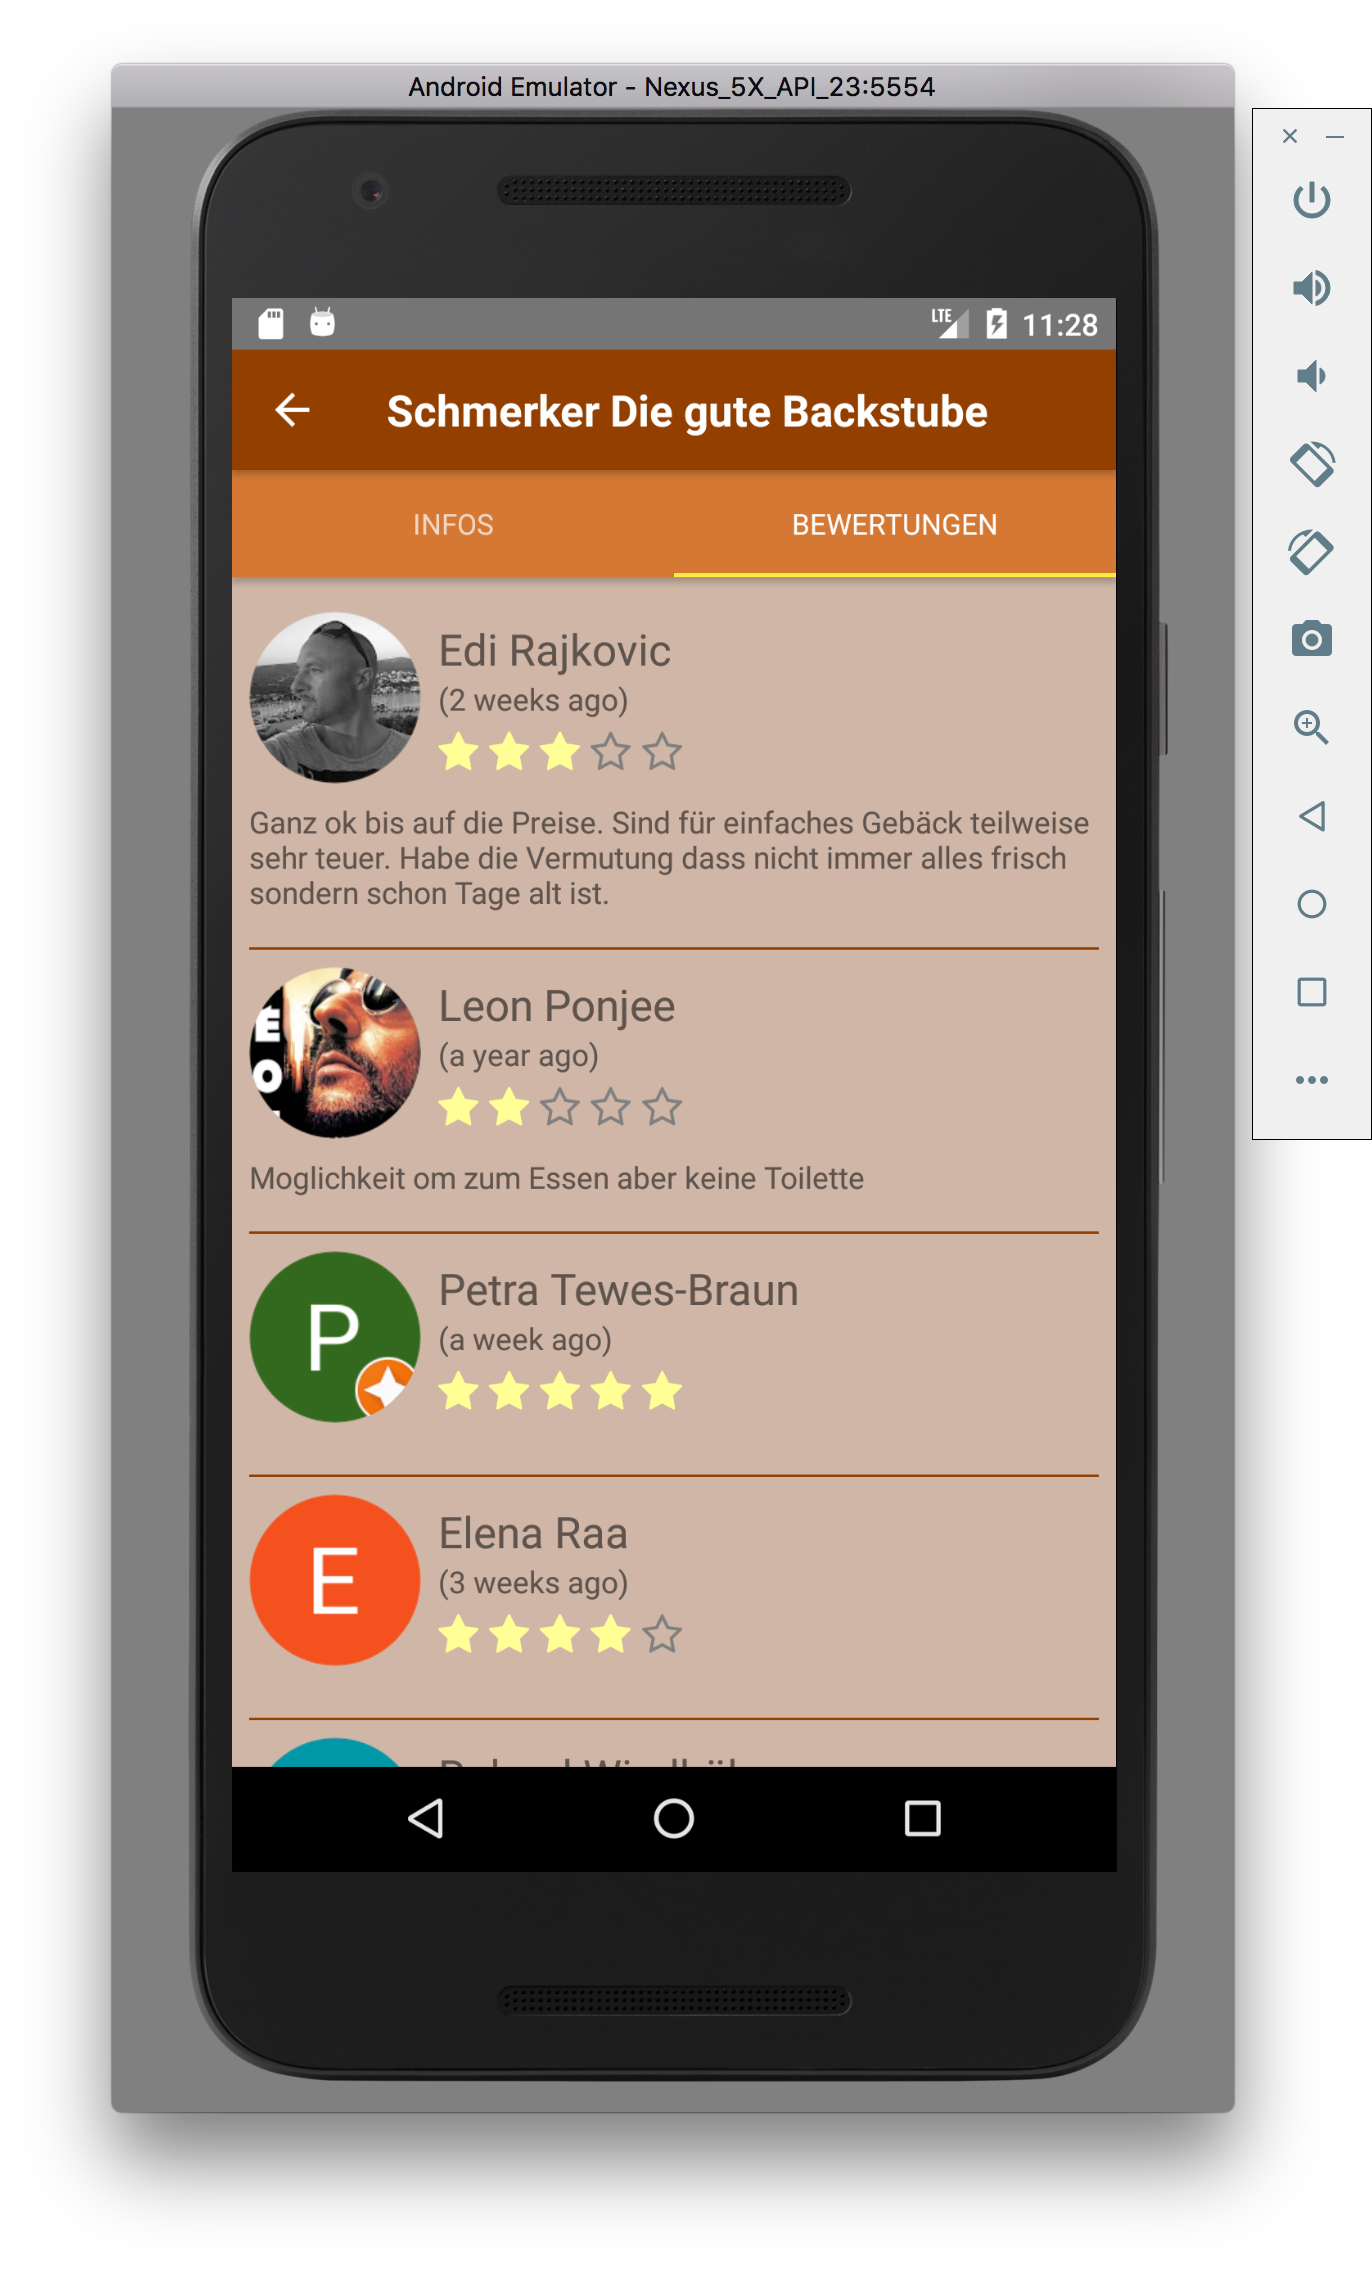 Android Emulator - Nexus_5X_API_23:5554
LTE 11:28
Schmerker Die gute Backstube
INFOS
BEWERTUNGEN
Edi Rajkovic
(2 weeks ago)
Ganz ok bis auf die Preise. Sind für einfaches Gebäck teilweise
sehr teuer. Habe die Vermutung dass nicht immer alles frisch
sondern schon Tage alt ist.
ÉO
Leon Ponjee
(a year ago)
Moglichkeit om zum Essen aber keine Toilette
P
Petra Tewes-Braun
(a week ago)
E
Elena Raa
(3 weeks ago)